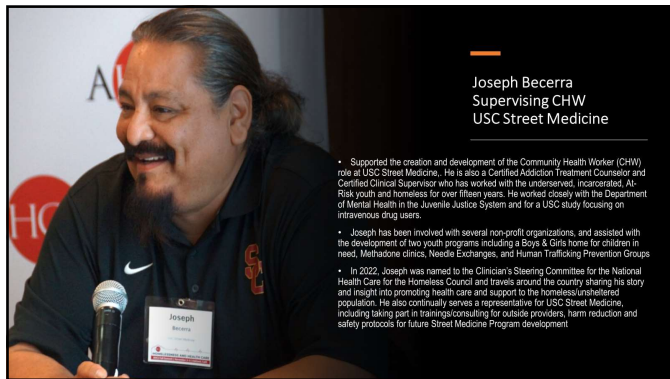 A
HO
SC
Joseph
Becerra
Joseph Becerra
Supervising CHW
USC Street Medicine
• Supported the creation and development of the Community Health Worker (CHW)
role at USC Street Medicine,. He is also a Certified Addiction Treatment Counselor and
Certified Clinical Supervisor who has worked with the underserved, incarcerated, At-
Risk youth and homeless for over fifteen years. He worked closely with the Department
of Mental Health in the Juvenile Justice System and for a USC study focusing on
intravenous drug users.
• Joseph has been involved with several non-profit organizations, and assisted with
the development of two youth programs including a Boys & Girls home for children in
need, Methadone clinics, Needle Exchanges, and Human Trafficking Prevention Groups
• In 2022, Joseph was named to the Clinician's Steering Committee for the National
Health Care for the Homeless Council and travels around the country sharing his story
and insight into promoting health care and support to the homeless/unsheltered
population. He also continually serves a representative for USC Street Medicine,
including taking part in trainings/consulting for outside providers, harm reduction and
safety protocols for future Street Medicine Program development